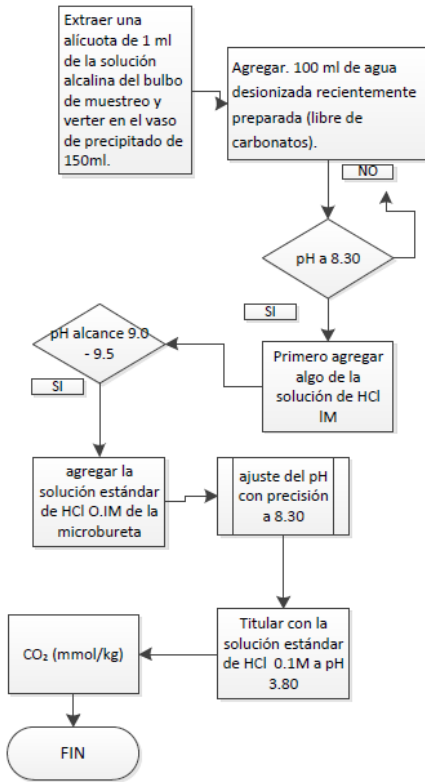 Extraer una
alícuota de 1 ml
de la solución
alcalina del bulbo
de muestreo y
verter en el vaso
de precipitado de
150ml.
Agregar. 100 ml de agua
desionizada recientemente
preparada (libre de
carbonatos).
NO
pH a 8.30
SI
Primero agregar
algo de la
solución de HCl
lM
pH alcance 9.0
- 9.5
SI
agregar la
solución estándar
de HCl O.IM de la
microbureta
ajuste del pH
con precisión
a 8.30
Titular con la
solución estándar
de HCl 0.1M a pH
3.80
CO₂ (mmol/kg)
FIN